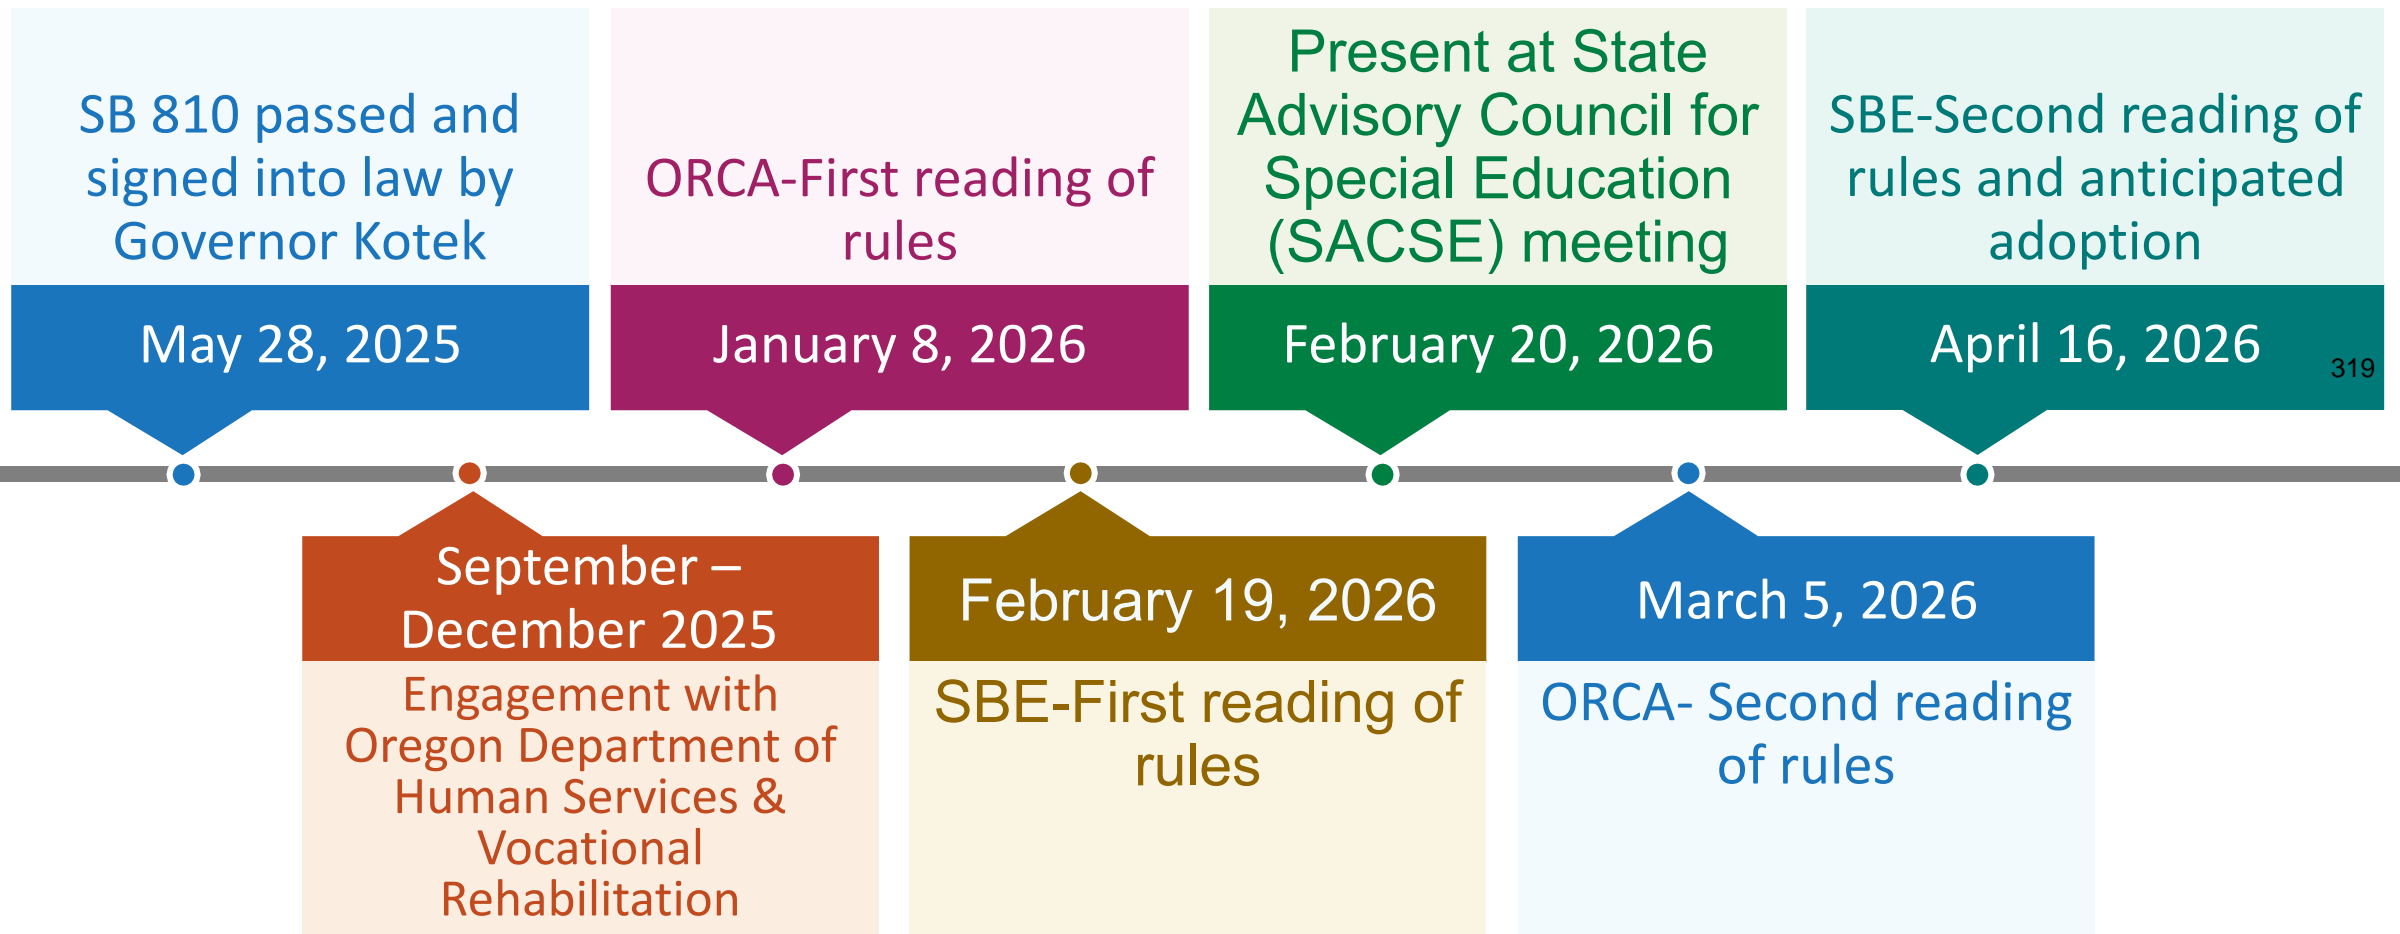 SB 810 passed and
signed into law by
Governor Kotek
May 28, 2025
September –
December 2025
Engagement with
Oregon Department of
Human Services &
Vocational
Rehabilitation
ORCA-First reading of
rules
January 8, 2026
February 19, 2026
SBE-First reading of
rules
Present at State
Advisory Council for
Special Education
(SACSE) meeting
February 20, 2026
March 5, 2026
ORCA- Second reading
of rules
SBE-Second reading of
rules and anticipated
adoption
April 16, 2026
319